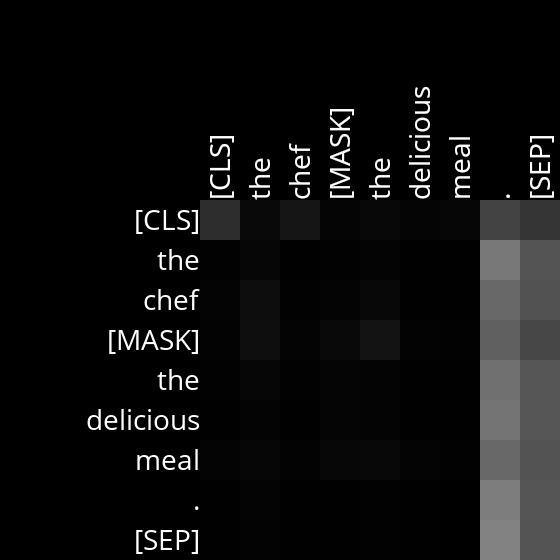 [CLS] the chef [MASK] the delicious meal . [SEP]
[CLS]
the
chef
[MASK]
the
delicious
meal
.
[SEP]